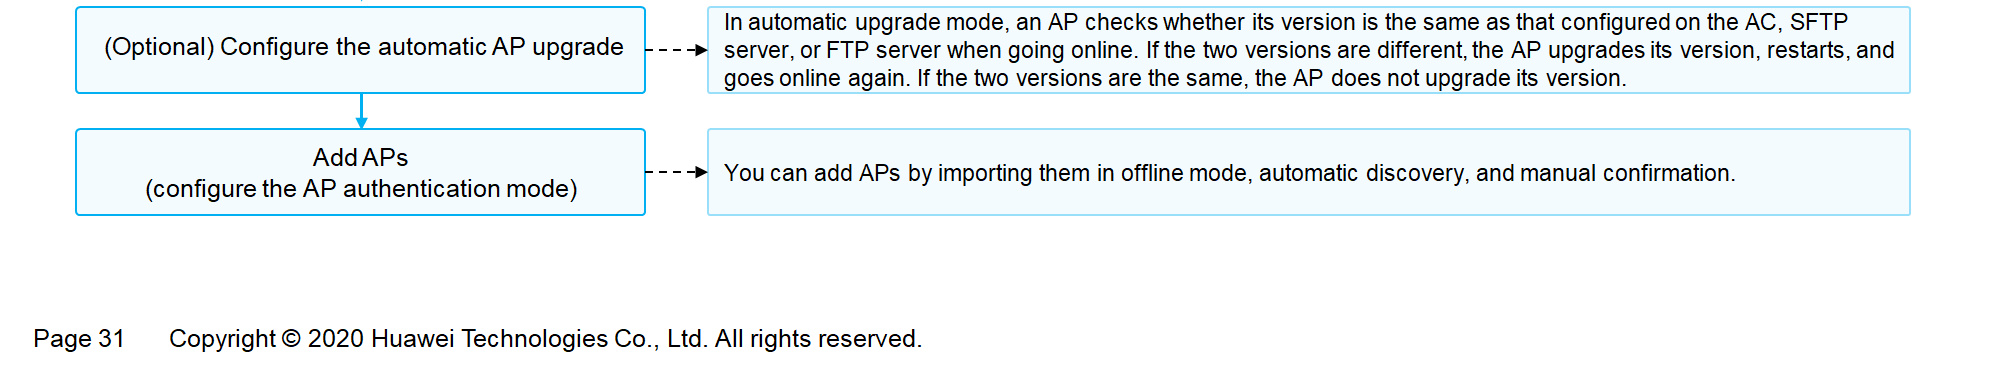 (Optional) Configure the automatic AP upgrade
In automatic upgrade mode, an AP checks whether its version is the same as that configured on the AC, SFTP
server, or FTP server when going online. If the two versions are different, the AP upgrades its version, restarts, and
goes online again. If the two versions are the same, the AP does not upgrade its version.
Add APs
(configure the AP authentication mode)
You can add APs by importing them in offline mode, automatic discovery, and manual confirmation.
Page 31 Copyright © 2020 Huawei Technologies Co., Ltd. All rights reserved.